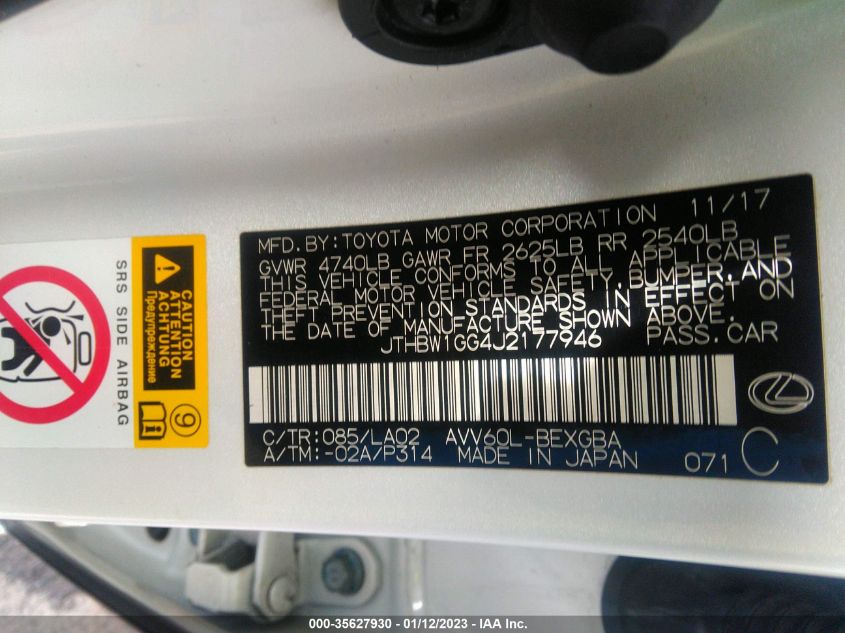 MFD.BY:TOYOTA MOTOR CORPORATION 11/17
GVWR 4740LB GAWR FR 2625LB RR 2540LB
THIS VEHICLE CONFORMS TO ALL APPLICABLE
FEDERAL MOTOR VEHICLE SAFETY,BUMPER,AND
THEFT PREVENTION STANDARDS IN EFFECT ON
THE DATE OF MANUFACTURE SHOWN ABOVE.
JTHBW1GG4J2177946 PASS.CAR
C/TR:085/LA02 AVV60L-BEXGBA
A/TM:-02A/P314 MADE IN JAPAN 071 C
SRS SIDE AIRBAG
CAUTION
ATTENTION
ACHTUNG
Предупреждение
9
000-35627930 - 01/12/2023 - IAA Inc.